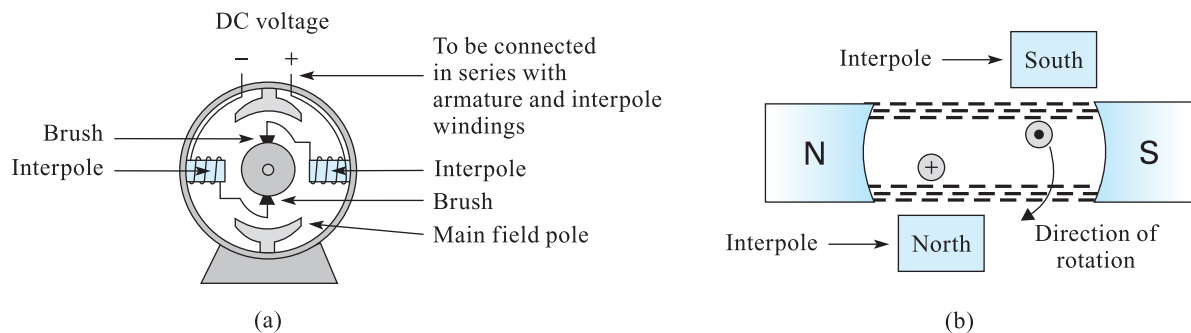 DC voltage
− +
To be connected
in series with
armature and interpole
windings
Brush
Interpole
Interpole
Brush
Main field pole
(a)
Interpole
South
N
S
+
Interpole
North
Direction of
rotation
(b)